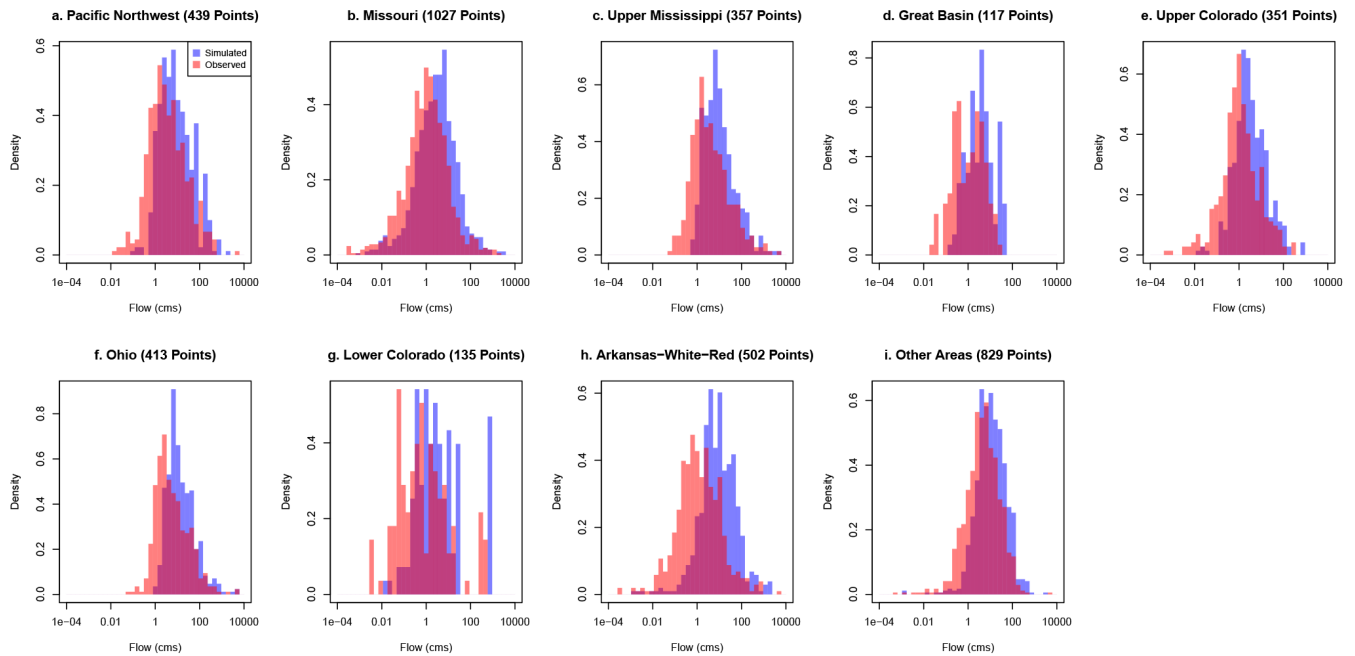 a. Pacific Northwest (439 Points)
Density
0.0 0.2 0.4 0.6
Simulated
Observed
1e−04 0.01 1 100 10000
Flow (cms)
b. Missouri (1027 Points)
Density
0.0 0.2 0.4
1e−04 0.01 1 100 10000
Flow (cms)
c. Upper Mississippi (357 Points)
Density
0.0 0.2 0.4 0.6
1e−04 0.01 1 100 10000
Flow (cms)
d. Great Basin (117 Points)
Density
0.0 0.2 0.4 0.6 0.8
1e−04 0.01 1 100 10000
Flow (cms)
e. Upper Colorado (351 Points)
Density
0.0 0.2 0.4 0.6
1e−04 0.01 1 100 10000
Flow (cms)
f. Ohio (413 Points)
Density
0.0 0.2 0.4 0.6 0.8
1e−04 0.01 1 100 10000
Flow (cms)
g. Lower Colorado (135 Points)
Density
0.0 0.2 0.4
1e−04 0.01 1 100 10000
Flow (cms)
h. Arkansas−White−Red (502 Points)
Density
0.0 0.2 0.4 0.6
1e−04 0.01 1 100 10000
Flow (cms)
i. Other Areas (829 Points)
Density
0.0 0.2 0.4 0.6
1e−04 0.01 1 100 10000
Flow (cms)